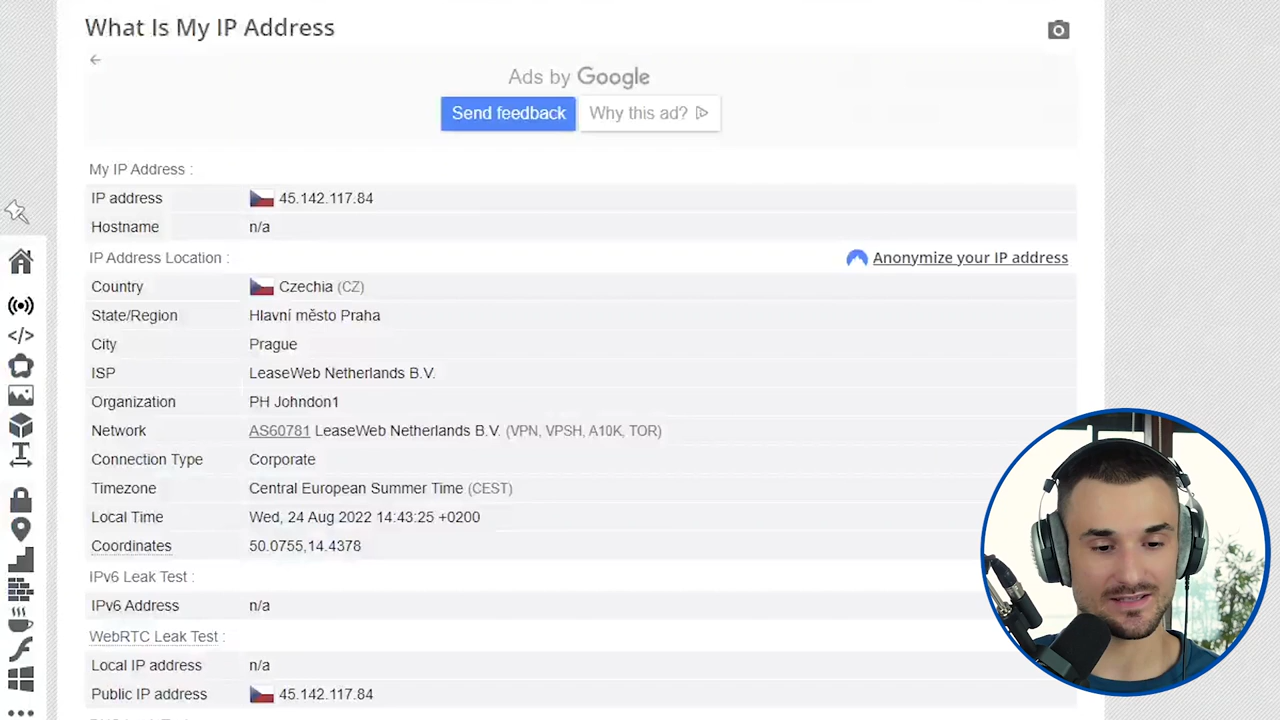 What Is My IP Address
Ads by Google
Send feedback Why this ad?
My IP Address :
IP address 45.142.117.84
Hostname n/a
IP Address Location : Anonymize your IP address
Country Czechia (CZ)
State/Region Hlavní město Praha
City Prague
ISP LeaseWeb Netherlands B.V.
Organization PH Johndon1
Network AS60781 LeaseWeb Netherlands B.V. (VPN, VPSH, A10K, TOR)
Connection Type Corporate
Timezone Central European Summer Time (CEST)
Local Time Wed, 24 Aug 2022 14:43:25 +0200
Coordinates 50.0755,14.4378
IPv6 Leak Test :
IPv6 Address n/a
WebRTC Leak Test :
Local IP address n/a
Public IP address 45.142.117.84